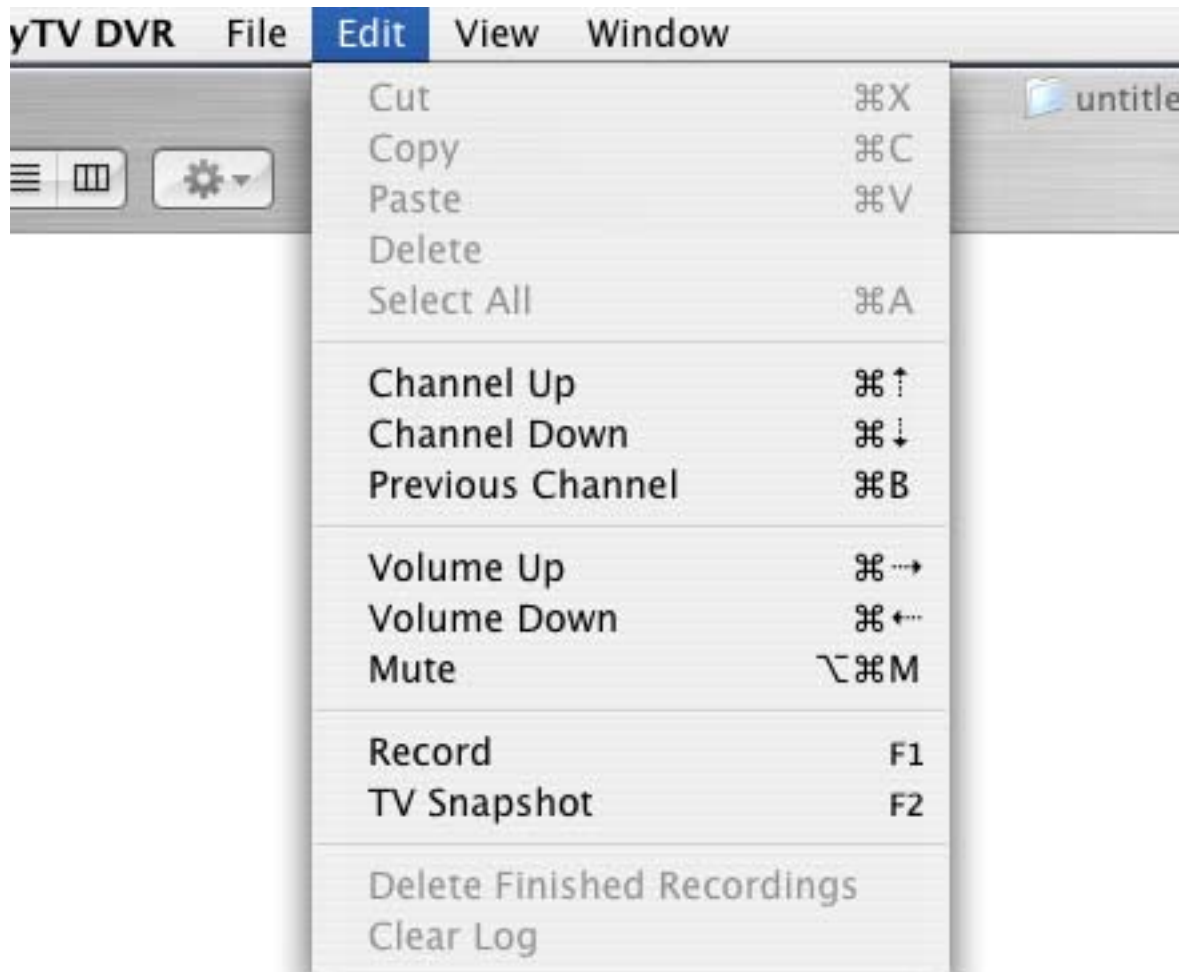 yTV DVR File Edit View Window
untitle
Cut ⌘X
Copy ⌘C
Paste ⌘V
Delete
Select All ⌘A
Channel Up ⌘⇡
Channel Down ⌘⇣
Previous Channel ⌘B
Volume Up ⌘⇢
Volume Down ⌘⇠
Mute ⌥⌘M
Record F1
TV Snapshot F2
Delete Finished Recordings
Clear Log